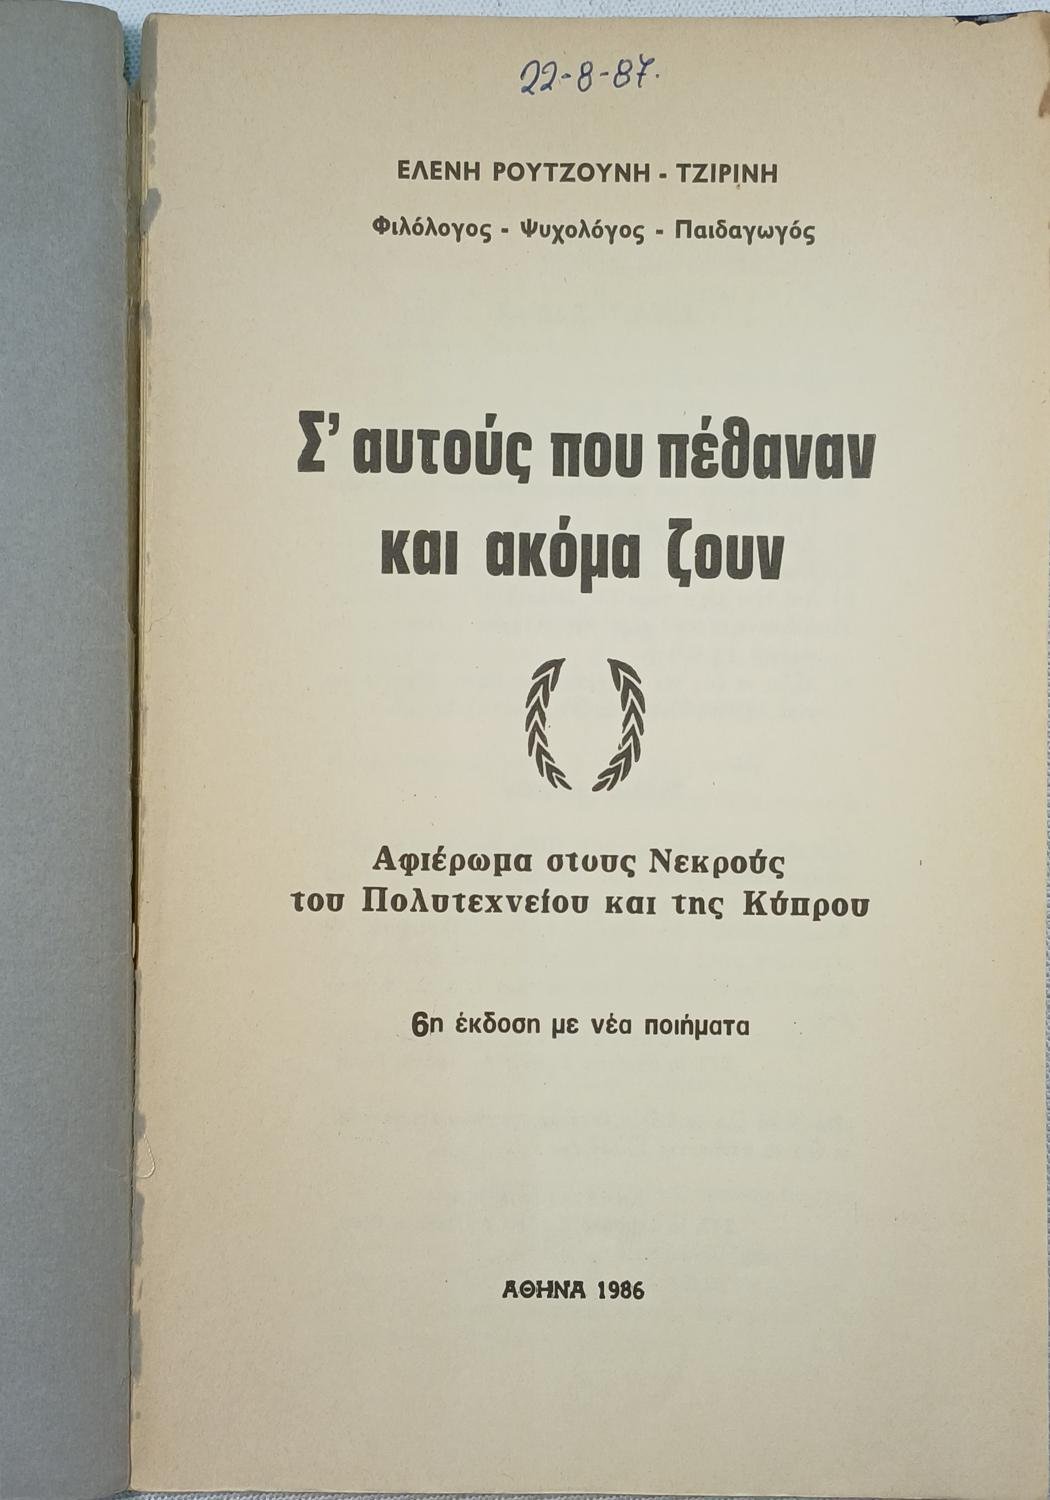 22-8-87.
ΕΛΕΝΗ ΡΟΥΤΖΟΥΝΗ - ΤΖΙΡΙΝΗ
Φιλόλογος - Ψυχολόγος - Παιδαγωγός
Σ' αυτούς που πέθαναν
και ακόμα ζουν
Αφιέρωμα στους Νεκρούς
του Πολυτεχνείου και της Κύπρου
6η έκδοση με νέα ποιήματα
ΑΘΗΝΑ 1986